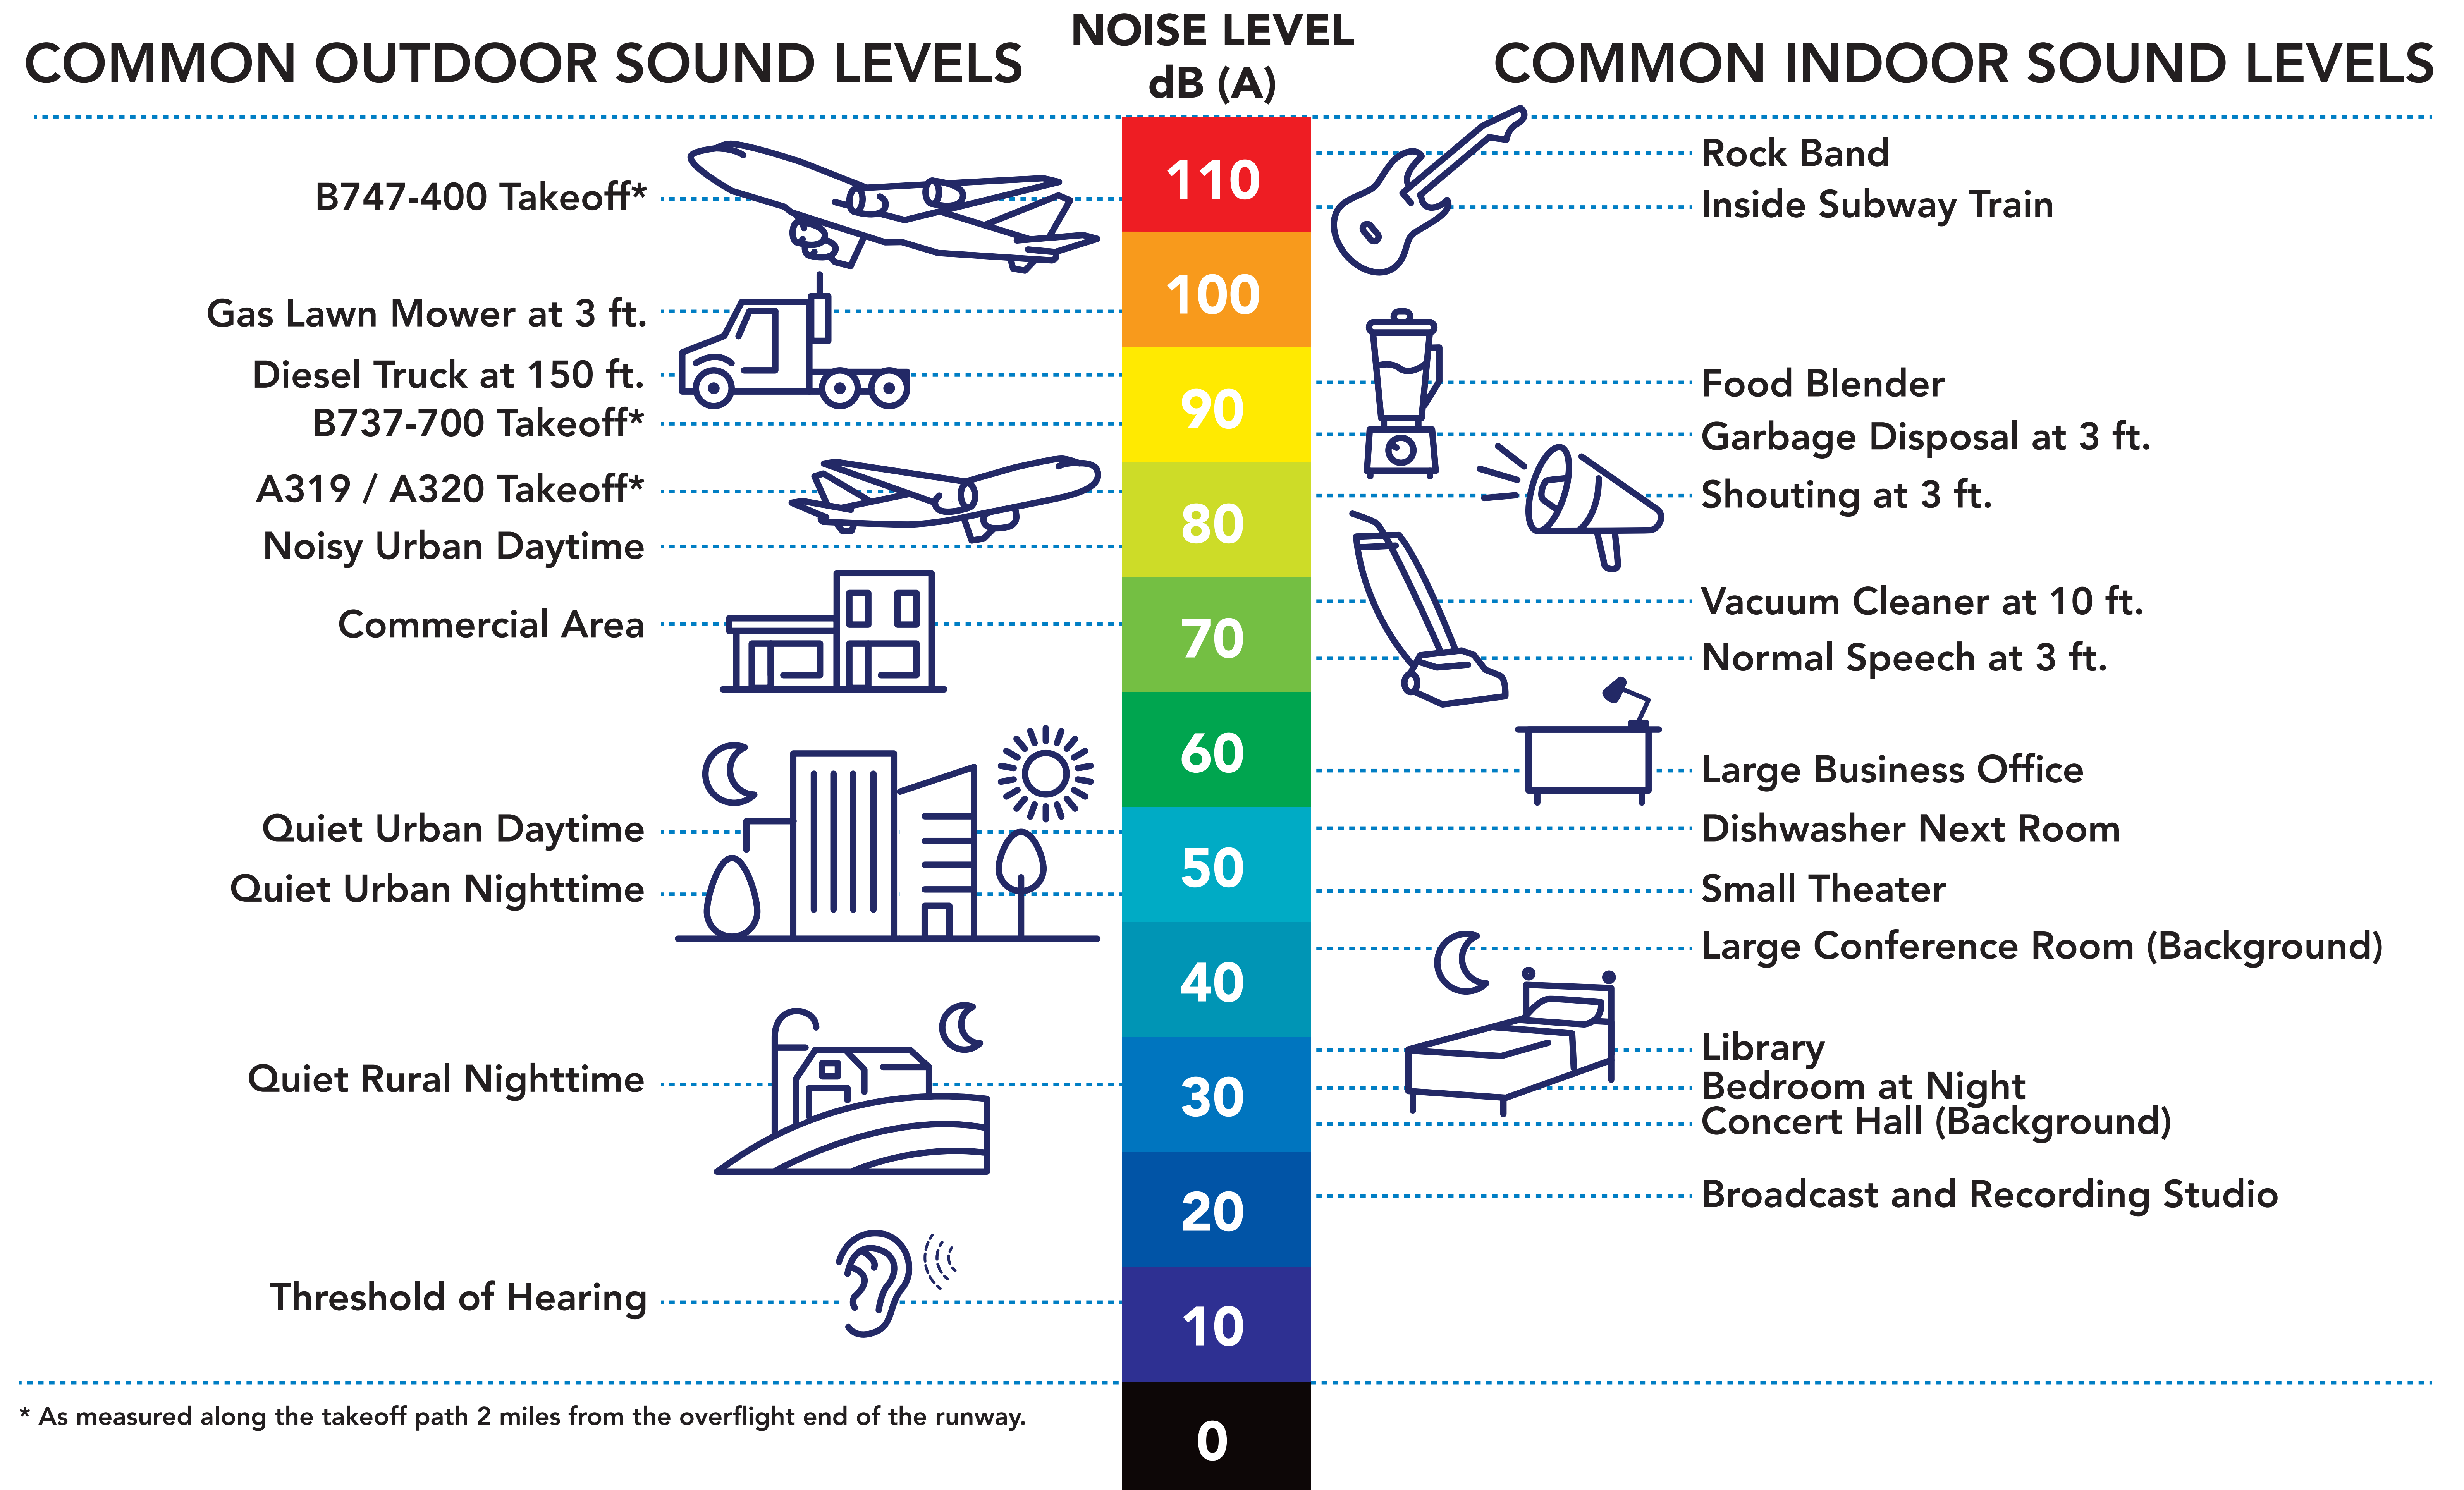 COMMON OUTDOOR SOUND LEVELS
NOISE LEVEL
dB (A)
COMMON INDOOR SOUND LEVELS
B747-400 Takeoff*
Gas Lawn Mower at 3 ft.
Diesel Truck at 150 ft.
B737-700 Takeoff*
A319 / A320 Takeoff*
Noisy Urban Daytime
Commercial Area
Quiet Urban Daytime
Quiet Urban Nighttime
Quiet Rural Nighttime
Threshold of Hearing
110
100
90
80
70
60
50
40
30
20
10
0
Rock Band
Inside Subway Train
Food Blender
Garbage Disposal at 3 ft.
Shouting at 3 ft.
Vacuum Cleaner at 10 ft.
Normal Speech at 3 ft.
Large Business Office
Dishwasher Next Room
Small Theater
Large Conference Room (Background)
Library
Bedroom at Night
Concert Hall (Background)
Broadcast and Recording Studio
* As measured along the takeoff path 2 miles from the overflight end of the runway.